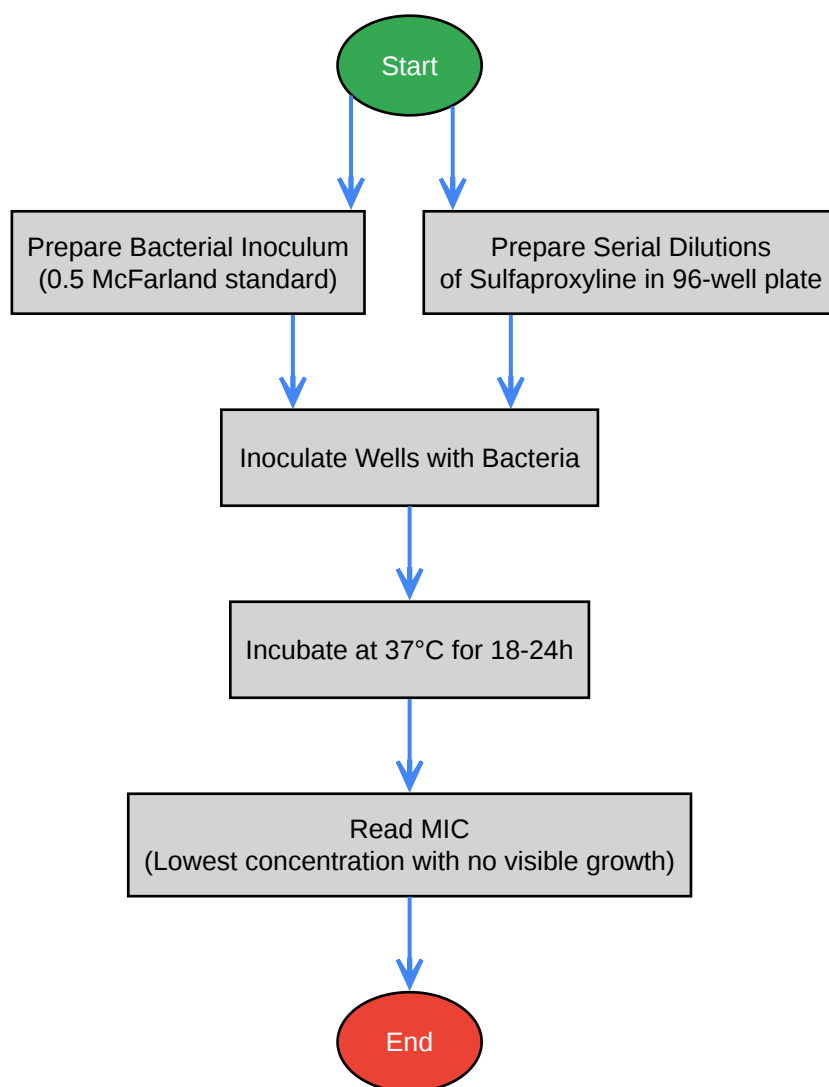 Start
Prepare Bacterial Inoculum
(0.5 McFarland standard)
Prepare Serial Dilutions
of Sulfaproxyline in 96-well plate
Inoculate Wells with Bacteria
Incubate at 37°C for 18-24h
Read MIC
(Lowest concentration with no visible growth)
End